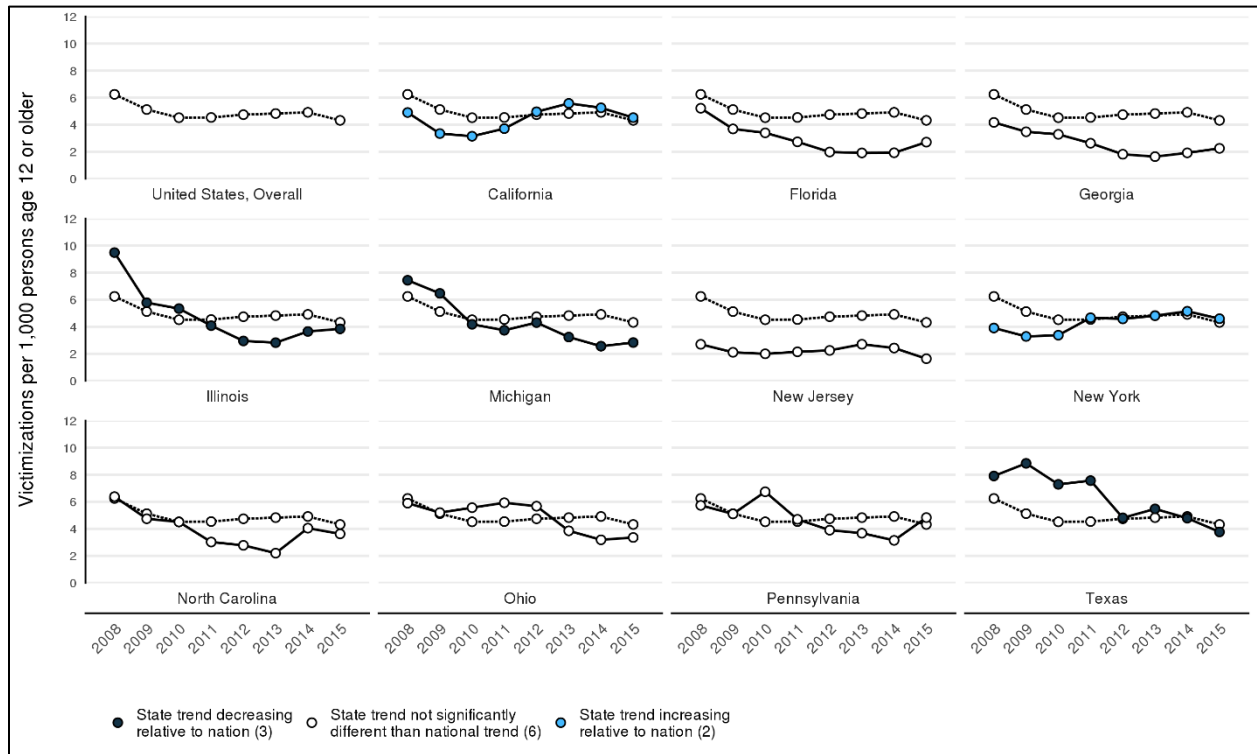 Victimizations per 1,000 persons age 12 or older
12
10
8
6
4
2
0
United States, Overall
California
Florida
Georgia
12
10
8
6
4
2
0
Illinois
Michigan
New Jersey
New York
12
10
8
6
4
2
0
North Carolina
Ohio
Pennsylvania
Texas
2008
2009
2010
2011
2012
2013
2014
2015
2008
2009
2010
2011
2012
2013
2014
2015
2008
2009
2010
2011
2012
2013
2014
2015
2008
2009
2010
2011
2012
2013
2014
2015
State trend decreasing
relative to nation (3)
State trend not significantly
different than national trend (6)
State trend increasing
relative to nation (2)